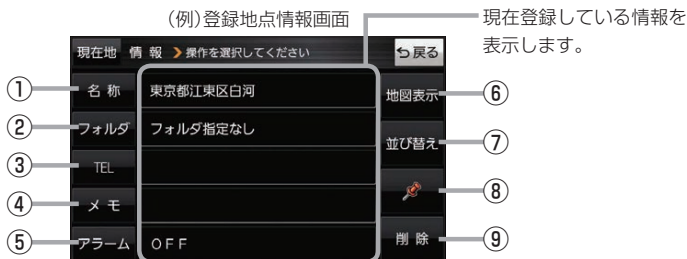 (例)登録地点情報画面
現在登録している情報を
表示します。
現在地 情 報 操作を選択してください 戻る
① 名 称 東京都江東区白河 地図表示 ⑥
② フォルダ フォルダ指定なし 並び替え ⑦
③ TEL
⑧
④ メ モ
⑤ アラーム OFF 削 除 ⑨